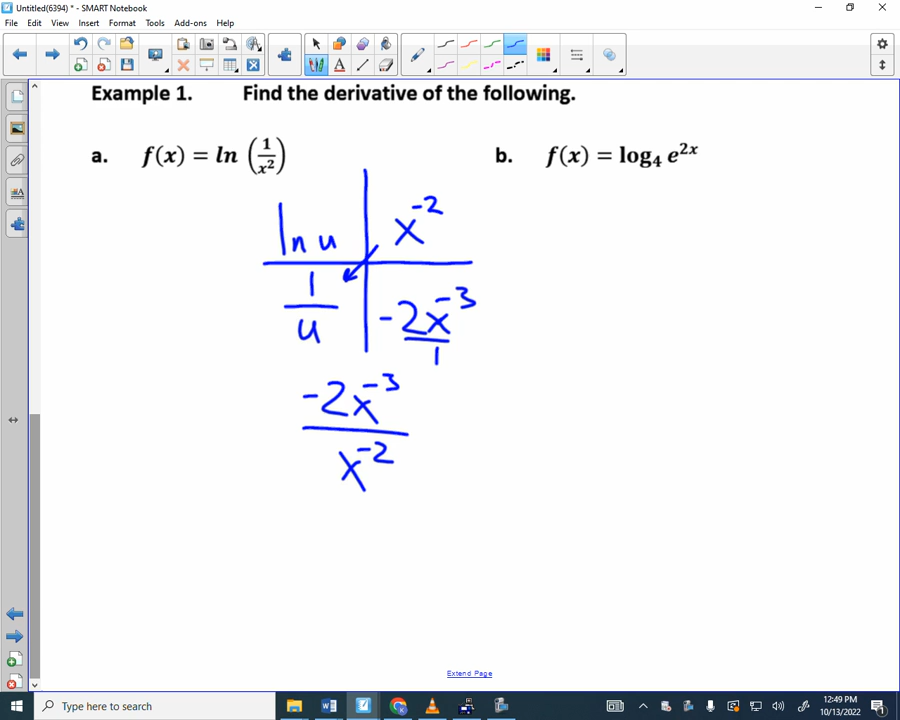 Untitled(6394) * - SMART Notebook
File Edit View Insert Format Tools Add-ons Help
Example 1. Find the derivative of the following.
a. f(x) = ln (1/x²)
b. f(x) = log₄ e²ˣ
ln u | x⁻²
1/u | -2x⁻³/1
-2x⁻³
x⁻²
Extend Page
Type here to search
12:49 PM
10/13/2022
1